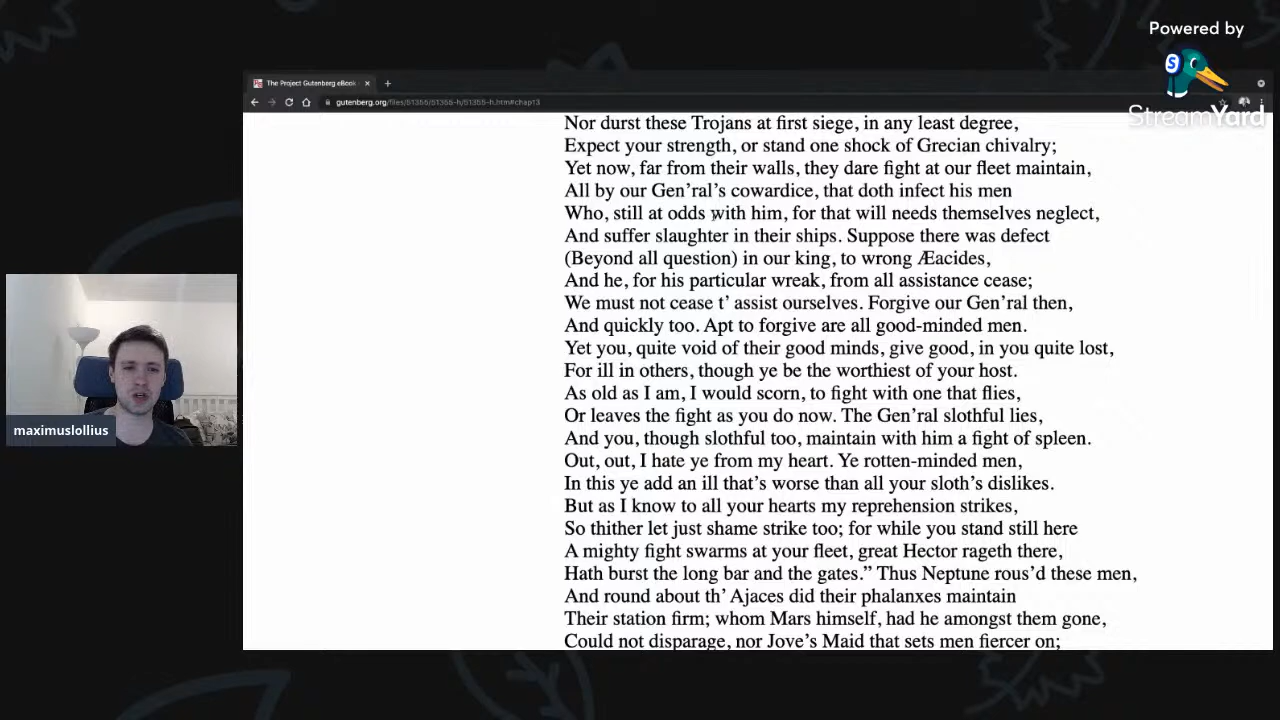 Powered by
StreamYard
The Project Gutenberg eBook
gutenberg.org/files/51355/51355-h/51355-h.htm#chap13
Nor durst these Trojans at first siege, in any least degree,
Expect your strength, or stand one shock of Grecian chivalry;
Yet now, far from their walls, they dare fight at our fleet maintain,
All by our Gen’ral’s cowardice, that doth infect his men
Who, still at odds with him, for that will needs themselves neglect,
And suffer slaughter in their ships. Suppose there was defect
(Beyond all question) in our king, to wrong Æacides,
And he, for his particular wreak, from all assistance cease;
We must not cease t’ assist ourselves. Forgive our Gen’ral then,
And quickly too. Apt to forgive are all good-minded men.
Yet you, quite void of their good minds, give good, in you quite lost,
For ill in others, though ye be the worthiest of your host.
As old as I am, I would scorn, to fight with one that flies,
Or leaves the fight as you do now. The Gen’ral slothful lies,
And you, though slothful too, maintain with him a fight of spleen.
Out, out, I hate ye from my heart. Ye rotten-minded men,
In this ye add an ill that’s worse than all your sloth’s dislikes.
But as I know to all your hearts my reprehension strikes,
So thither let just shame strike too; for while you stand still here
A mighty fight swarms at your fleet, great Hector rageth there,
Hath burst the long bar and the gates.” Thus Neptune rous’d these men,
And round about th’ Ajaces did their phalanxes maintain
Their station firm; whom Mars himself, had he amongst them gone,
Could not disparage, nor Jove’s Maid that sets men fiercer on;
maximuslollius